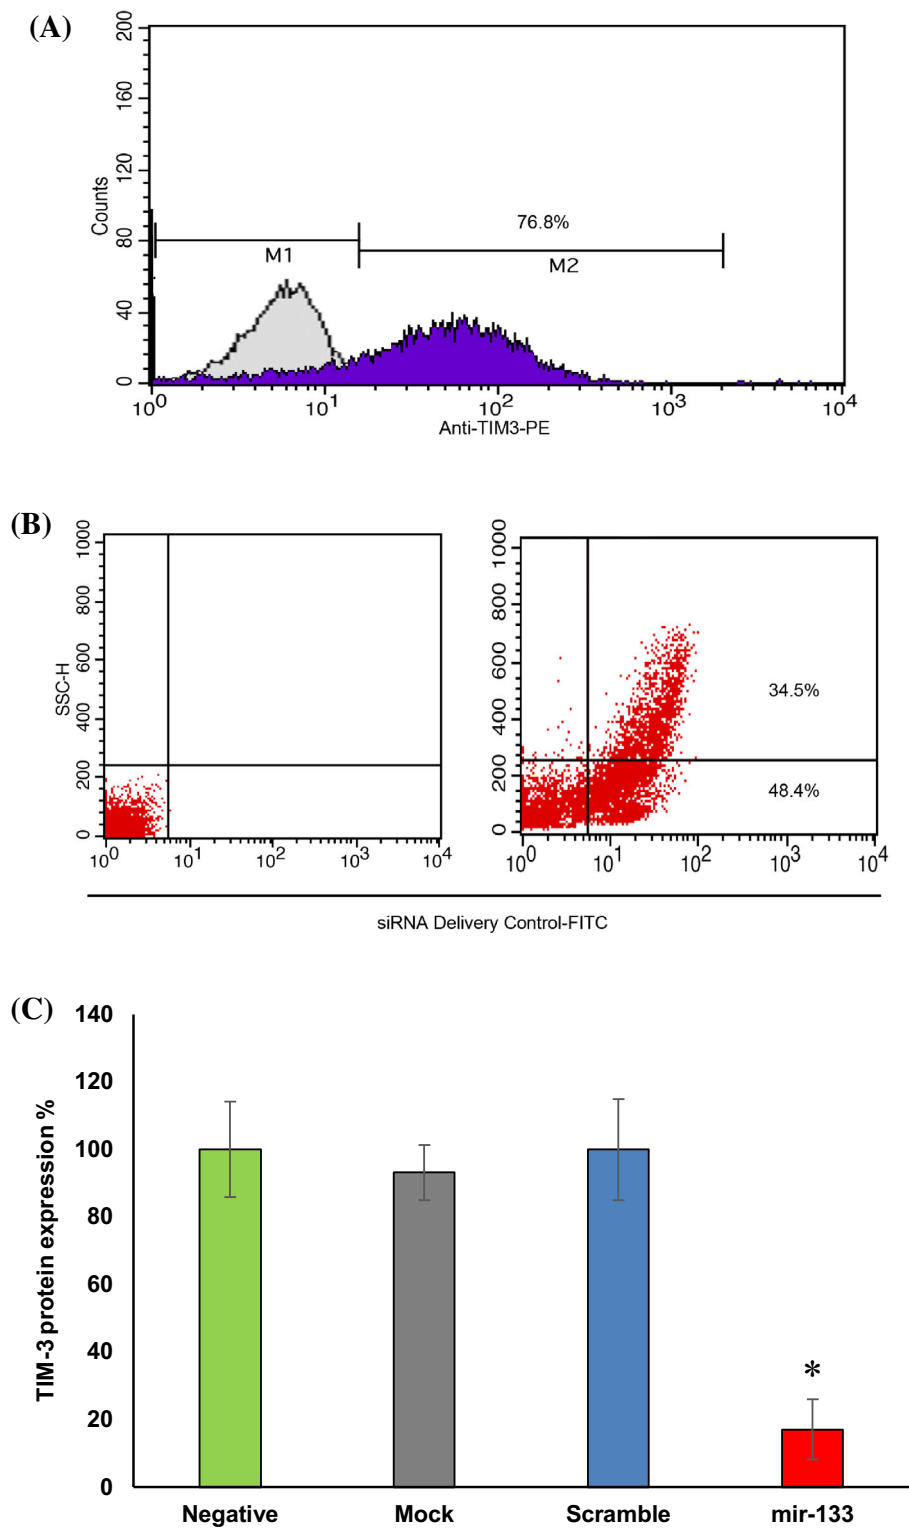 (A)
200
160
120
80
40
0
Counts
76.8%
M1
M2
10^0 10^1 10^2 10^3 10^4
Anti-TIM3-PE
(B)
1000
800
600
400
200
0
SSC-H
10^0 10^1 10^2 10^3 10^4
1000
800
600
400
200
0
34.5%
48.4%
10^0 10^1 10^2 10^3 10^4
siRNA Delivery Control-FITC
(C)
140
120
100
80
60
40
20
0
TIM-3 protein expression %
*
Negative Mock Scramble mir-133